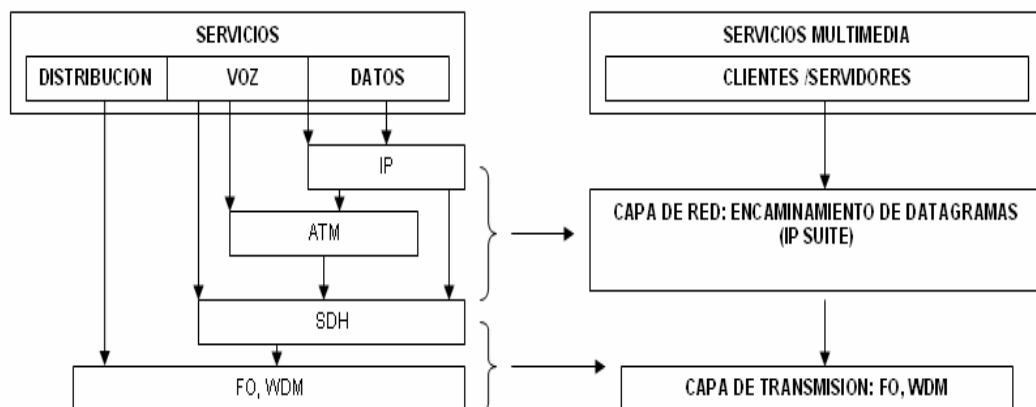 SERVICIOS
DISTRIBUCION
VOZ
DATOS
IP
ATM
SDH
FO, WDM
SERVICIOS MULTIMEDIA
CLIENTES /SERVIDORES
CAPA DE RED: ENCAMINAMIENTO DE DATAGRAMAS
(IP SUITE)
CAPA DE TRANSMISION: FO, WDM